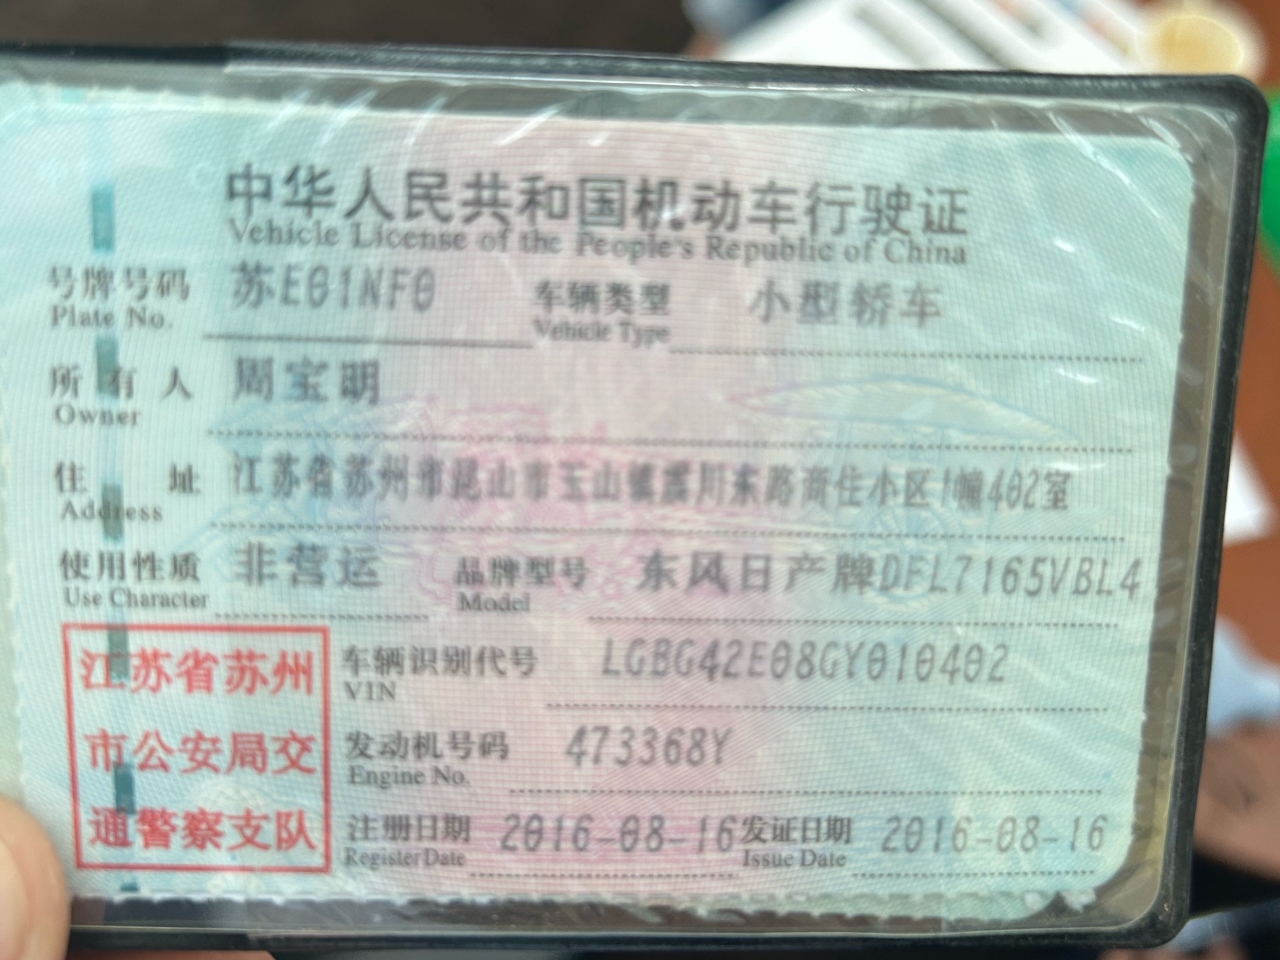 中华人民共和国机动车行驶证
Vehicle License of the People's Republic of China
号牌号码 苏E01NF0 车辆类型 小型轿车
Plate No. Vehicle Type
所有人 周宝明
Owner
住址 江苏省苏州市昆山市玉山镇震川东路商住小区1幢402室
Address
使用性质 非营运 品牌型号 东风日产牌DFL7165VBL4
Use Character Model
江苏省苏州
市公安局交
通警察支队
车辆识别代号 LGBG42E08GY010402
VIN
发动机号码 473368Y
Engine No.
注册日期 2016-08-16 发证日期 2016-08-16
Register Date Issue Date